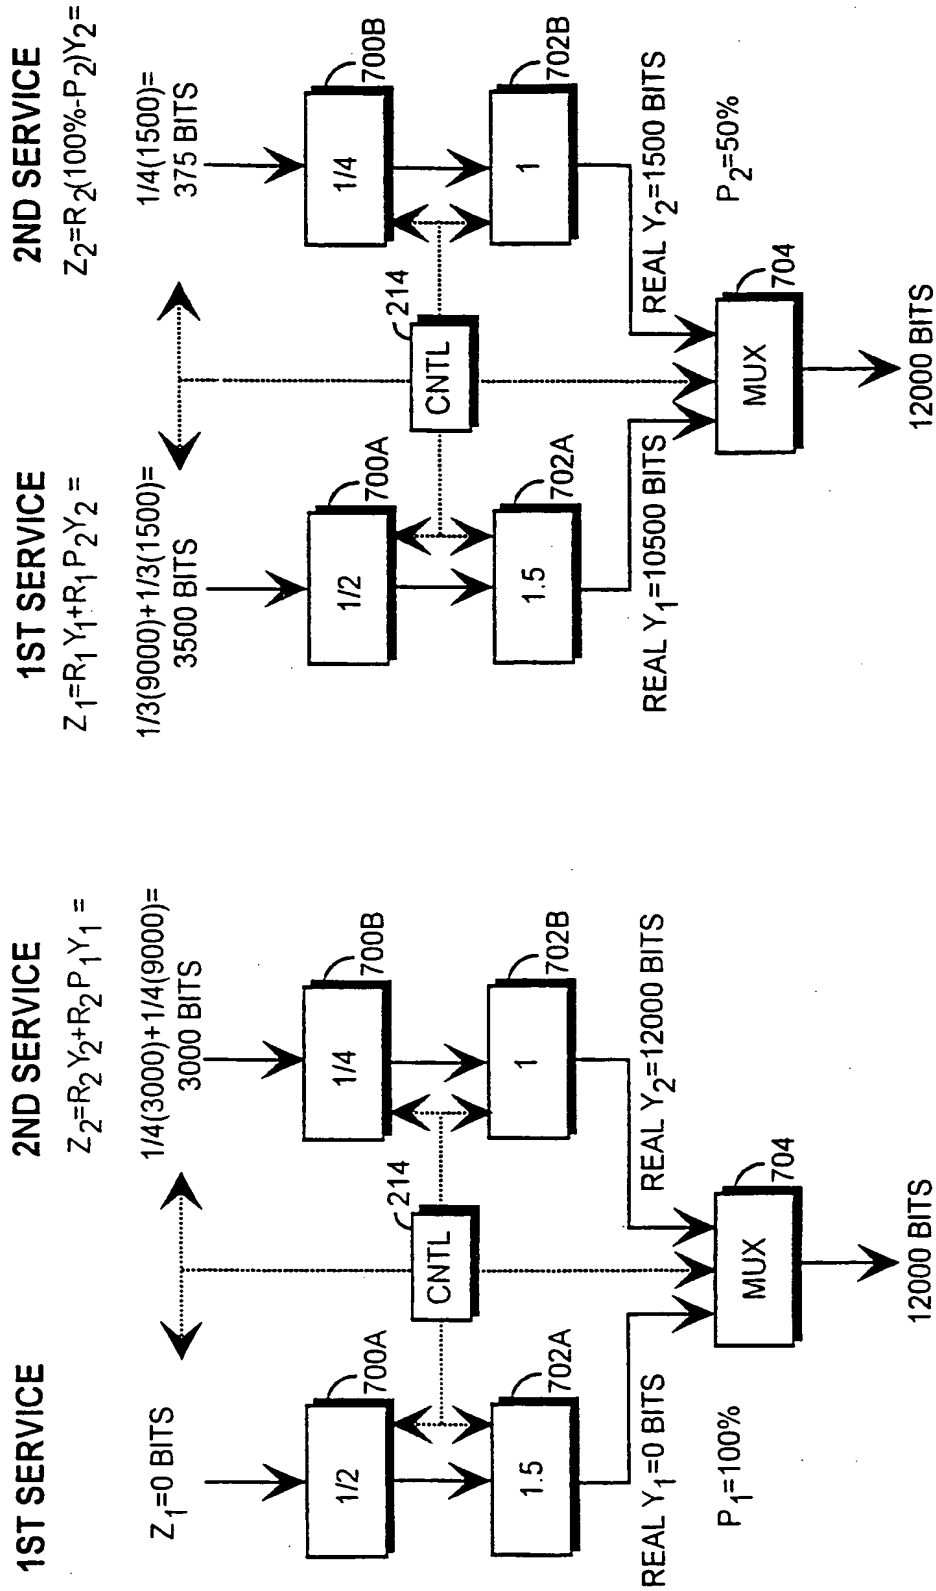 1ST SERVICE
Z1=0 BITS
700A
1/2
702A
1.5
REAL Y1=0 BITS
P1=100%
214
CNTL
2ND SERVICE
Z2=R2Y2+R2P1Y1 =
1/4(3000)+1/4(9000)=
3000 BITS
700B
1/4
702B
1
REAL Y2=12000 BITS
704
MUX
12000 BITS
1ST SERVICE
Z1=R1Y1+R1P2Y2 =
1/3(9000)+1/3(1500)=
3500 BITS
700A
1/2
702A
1.5
REAL Y1=10500 BITS
214
CNTL
2ND SERVICE
Z2=R2(100%-P2)Y2=
1/4(1500)=
375 BITS
700B
1/4
702B
1
REAL Y2=1500 BITS
P2=50%
704
MUX
12000 BITS